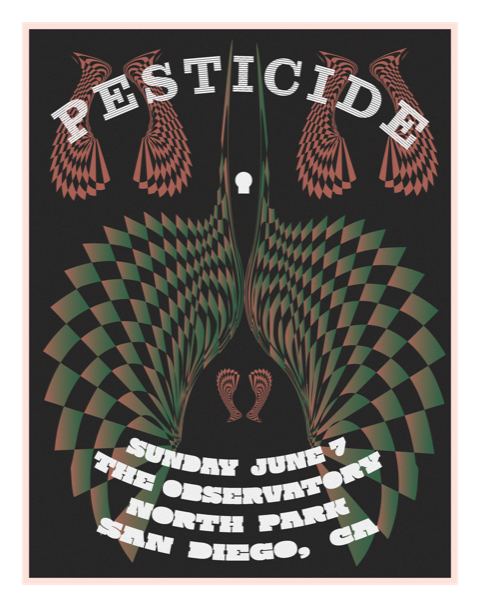 PESTICIDE
SUNDAY JUNE 7
THE OBSERVATORY
NORTH PARK
SAN DIEGO, CA